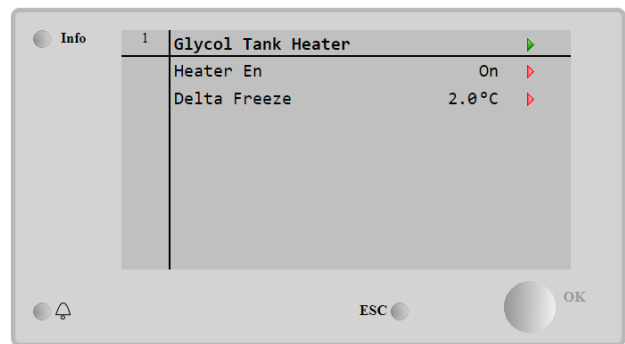 Info
1 Glycol Tank Heater
Heater En On
Delta Freeze 2.0°C
ESC
OK